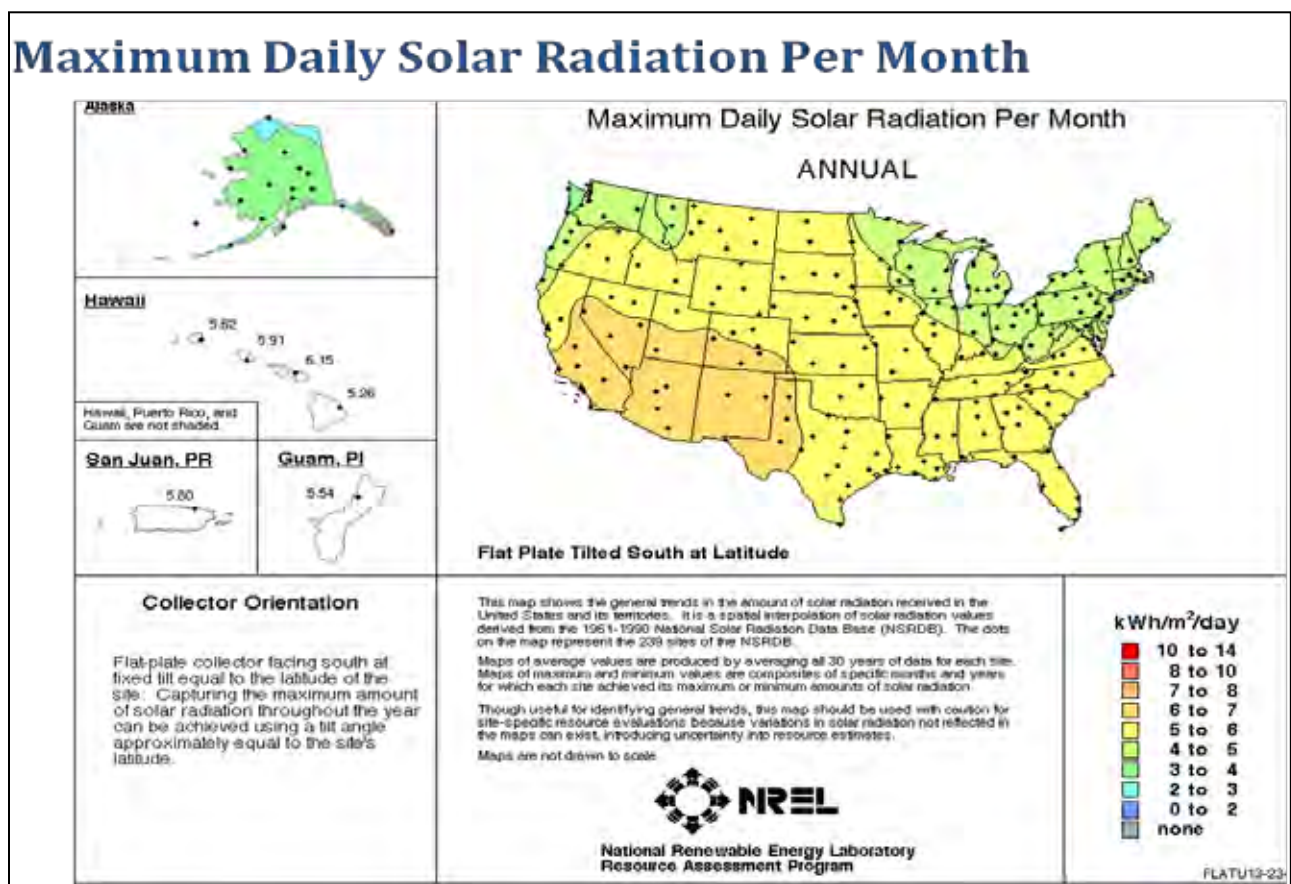 Maximum Daily Solar Radiation Per Month
Alaska
Maximum Daily Solar Radiation Per Month
ANNUAL
Hawaii
5.82
5.91
6.15
5.26
Hawaii, Puerto Rico, and
Guam are not shaded.
San Juan, PR
5.80
Guam, PI
5.54
Flat Plate Tilted South at Latitude
Collector Orientation
Flat-plate collector facing south at
fixed tilt equal to the latitude of the
site: Capturing the maximum amount
of solar radiation throughout the year
can be achieved using a tilt angle
approximately equal to the site's
latitude.
This map shows the general trends in the amount of solar radiation received in the
United States and its territories. It is a spatial interpolation of solar radiation values
derived from the 1961-1990 National Solar Radiation Data Base (NSRDB). The dots
on the map represent the 239 sites of the NSRDB.
Maps of average values are produced by averaging all 30 years of data for each site.
Maps of maximum and minimum values are composites of specific months and years
for which each site achieved its maximum or minimum amounts of solar radiation.
Though useful for identifying general trends, this map should be used with caution for
site-specific resource evaluations because variations in solar radiation not reflected in
the maps can exist, introducing uncertainty into resource estimates.
Maps are not drawn to scale.
NREL
National Renewable Energy Laboratory
Resource Assessment Program
kWh/m²/day
10 to 14
8 to 10
7 to 8
6 to 7
5 to 6
4 to 5
3 to 4
2 to 3
0 to 2
none
FLATU13-23-